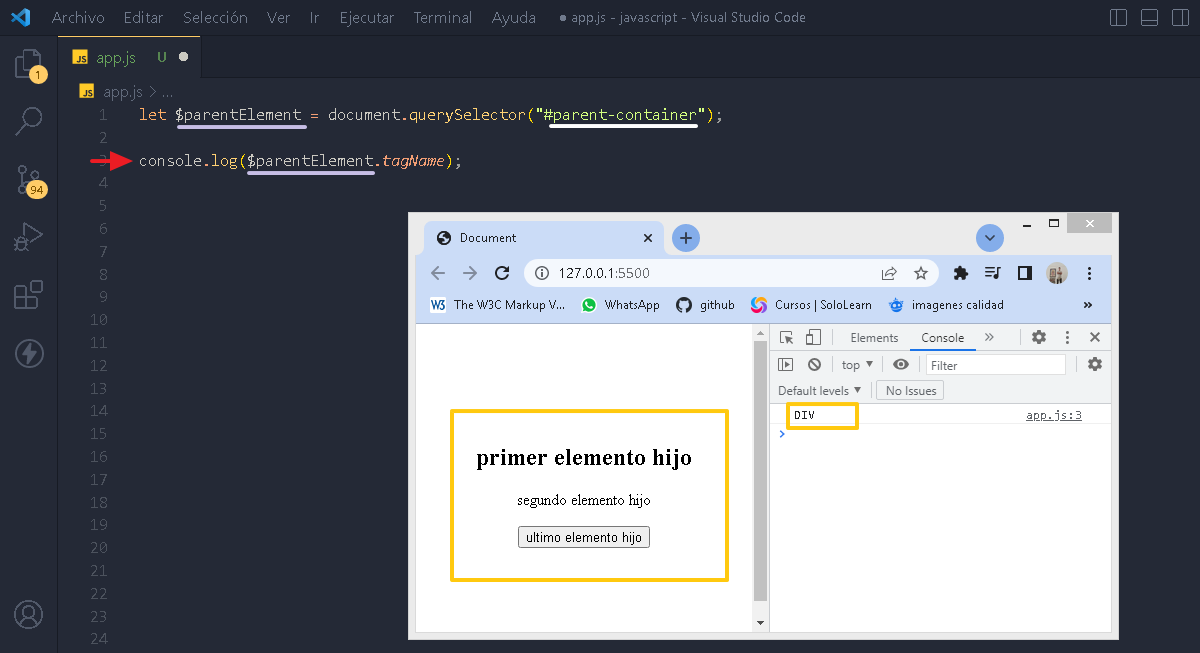 Archivo Editar Selección Ver Ir Ejecutar Terminal Ayuda ● app.js - javascript - Visual Studio Code
JS app.js U ●
1
JS app.js > ...
1 let $parentElement = document.querySelector("#parent-container");
2
3 console.log($parentElement.tagName);
4
5
6
7
8
9
10
11
12
13
14
15
16
17
18
19
20
21
22
23
24
94
Document
127.0.0.1:5500
W3 The W3C Markup V... WhatsApp github Cursos | SoloLearn imagenes calidad »
Elements Console »
top ▼ Filter
Default levels ▼ No Issues
DIV app.js:3
>
primer elemento hijo
segundo elemento hijo
ultimo elemento hijo